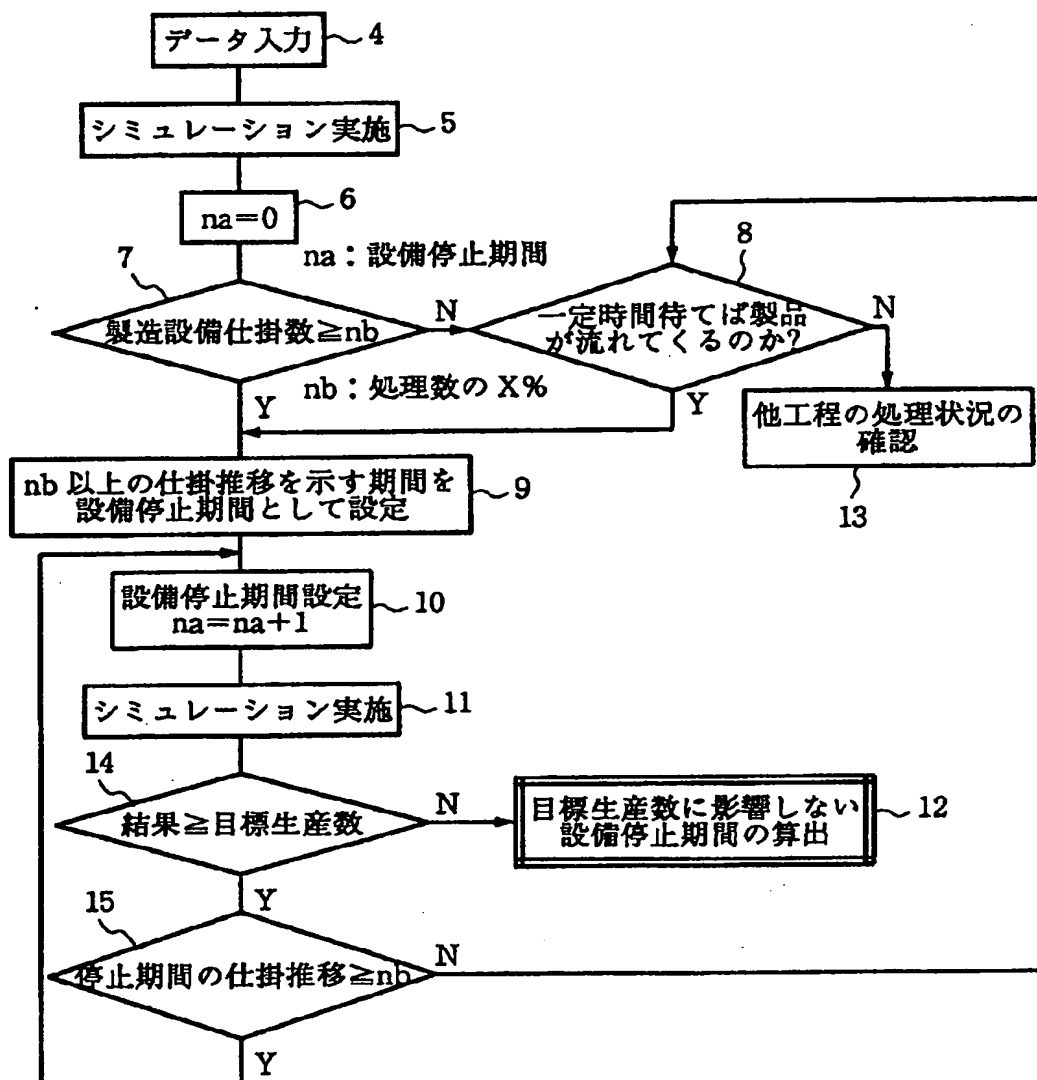 データ入力
4
シミュレーション実施
5
na=0
6
na：設備停止期間
7
製造設備仕掛数≧nb
N
8
一定時間待てば製品
が流れてくるのか?
N
nb：処理数のX%
Y
Y
他工程の処理状況の
確認
13
nb以上の仕掛推移を示す期間を
設備停止期間として設定
9
設備停止期間設定
na=na+1
10
シミュレーション実施
11
14
結果≧目標生産数
N
目標生産数に影響しない
設備停止期間の算出
12
Y
15
停止期間の仕掛推移≧nb
N
Y